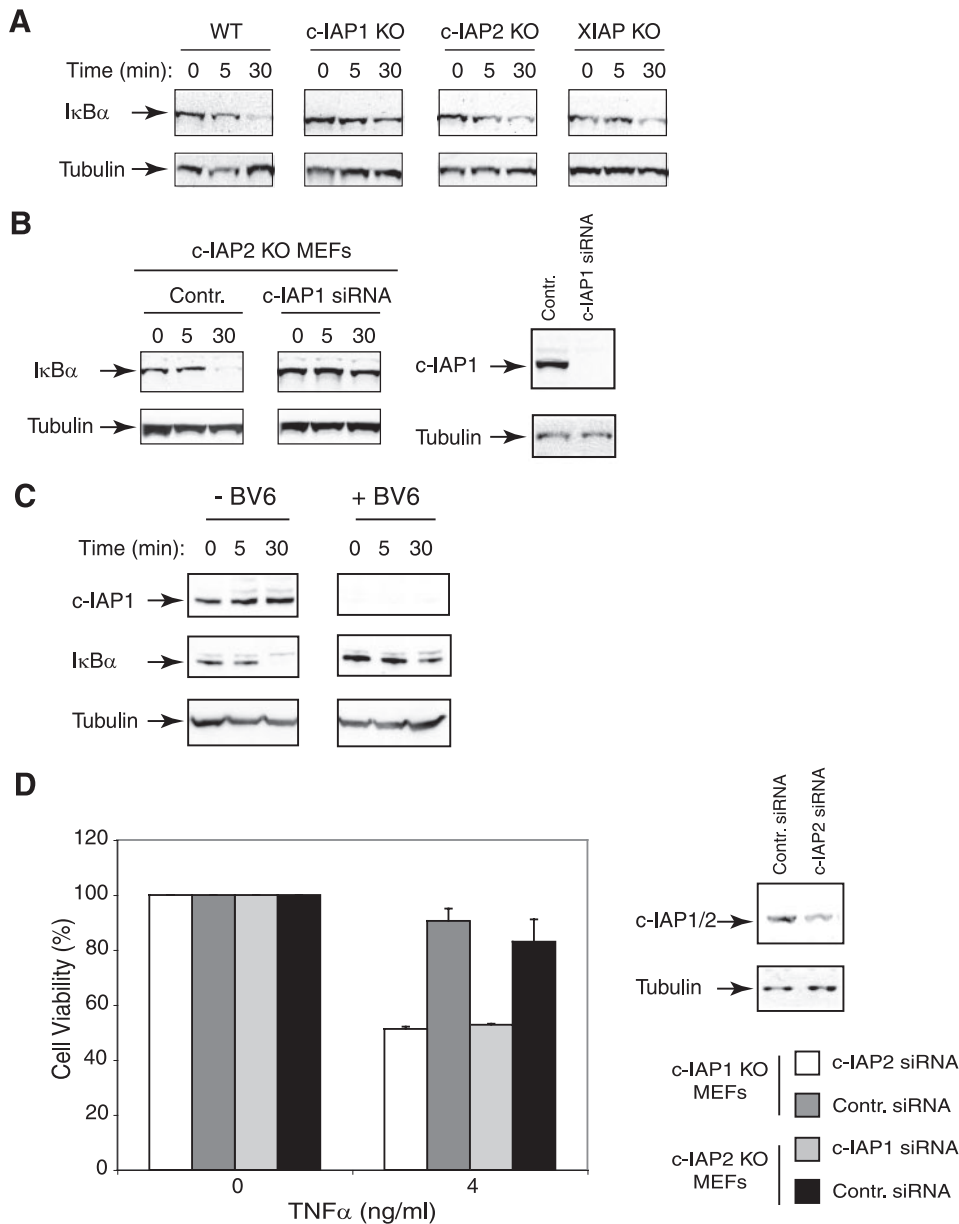 A
WT c-IAP1 KO c-IAP2 KO XIAP KO
Time (min): 0 5 30 0 5 30 0 5 30 0 5 30
IκBα
Tubulin
B
c-IAP2 KO MEFs
Contr. c-IAP1 siRNA
0 5 30 0 5 30
IκBα
Tubulin
Contr.
c-IAP1 siRNA
c-IAP1
Tubulin
C
- BV6 + BV6
Time (min): 0 5 30 0 5 30
c-IAP1
IκBα
Tubulin
D
120
100
80
60
40
20
0
Cell Viability (%)
0 4
TNFα (ng/ml)
Contr. siRNA
c-IAP2 siRNA
c-IAP1/2
Tubulin
c-IAP1 KO
MEFs
c-IAP2 siRNA
Contr. siRNA
c-IAP2 KO
MEFs
c-IAP1 siRNA
Contr. siRNA